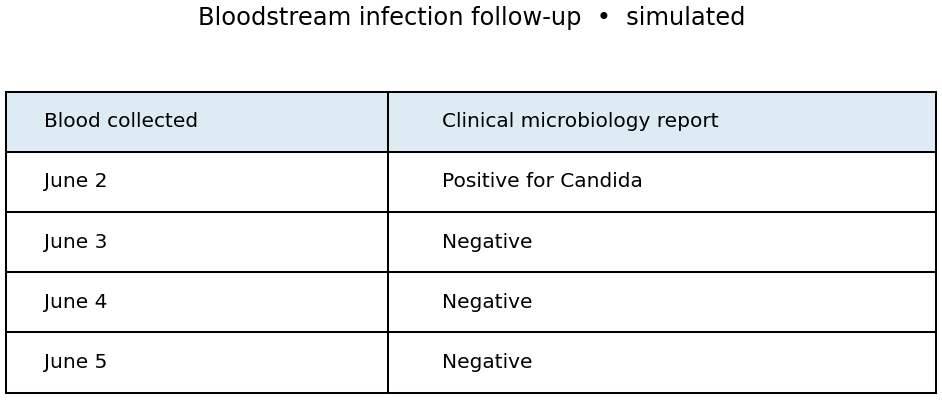 Bloodstream infection follow-up • simulated
Blood collected Clinical microbiology report
June 2 Positive for Candida
June 3 Negative
June 4 Negative
June 5 Negative